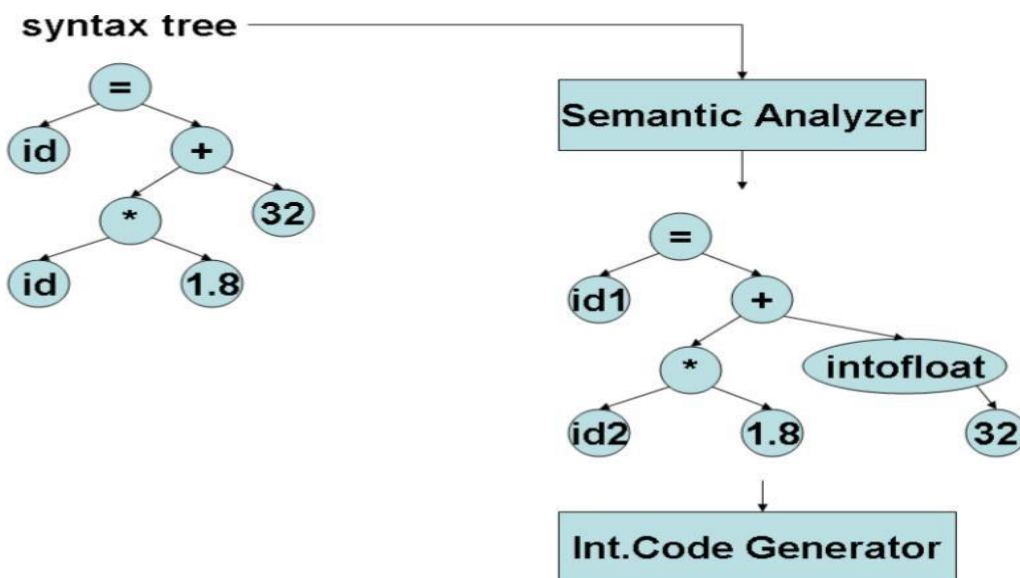 syntax tree
=
id
+
*
32
id
1.8
Semantic Analyzer
=
id1
+
*
intofloat
id2
1.8
32
Int.Code Generator